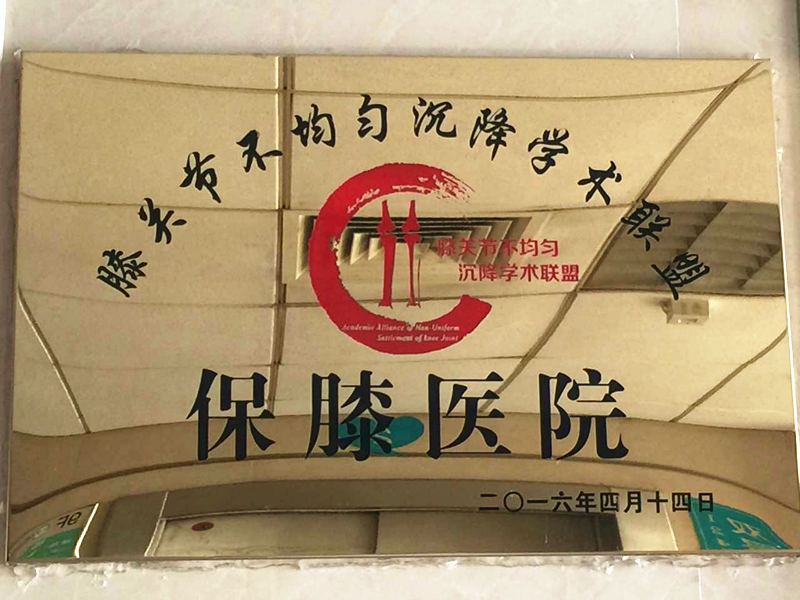 膝关节不均匀沉降学术联盟
膝关节不均匀
沉降学术联盟
Academic Alliance of Non-Uniform
Settlement of knee Joint
保膝医院
二〇一六年四月十四日